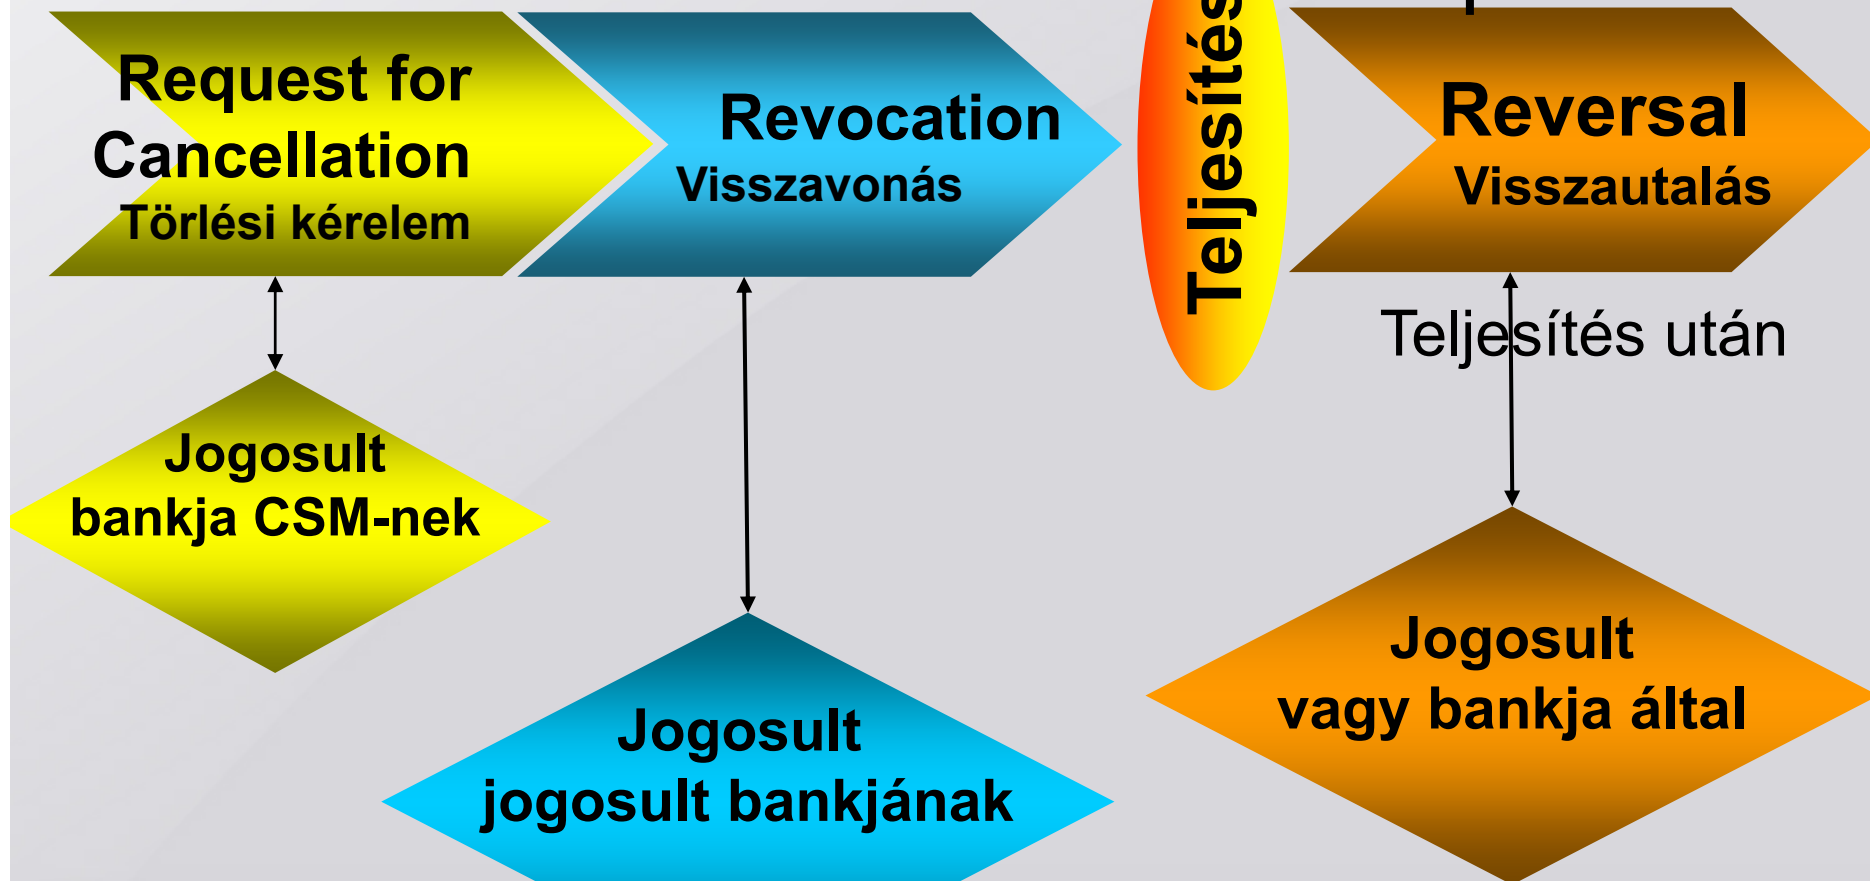 Request for
Cancellation
Törlési kérelem
Revocation
Visszavonás
Teljesítés
Reversal
Visszautalás
Teljesítés után
Jogosult
bankja CSM-nek
Jogosult
jogosult bankjának
Jogosult
vagy bankja által